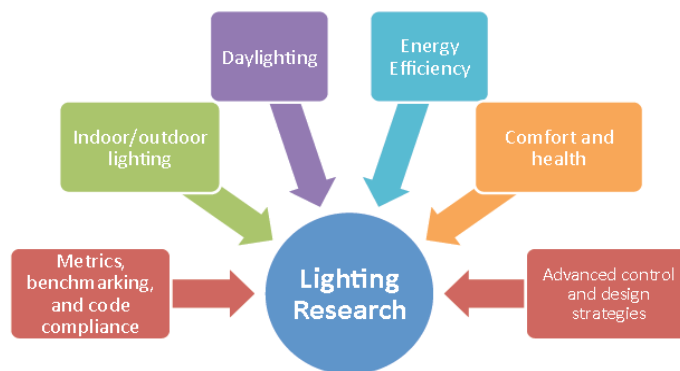 Daylighting
Energy
Efficiency
Indoor/outdoor
lighting
Comfort and
health
Metrics,
benchmarking,
and code
compliance
Lighting
Research
Advanced control
and design
strategies